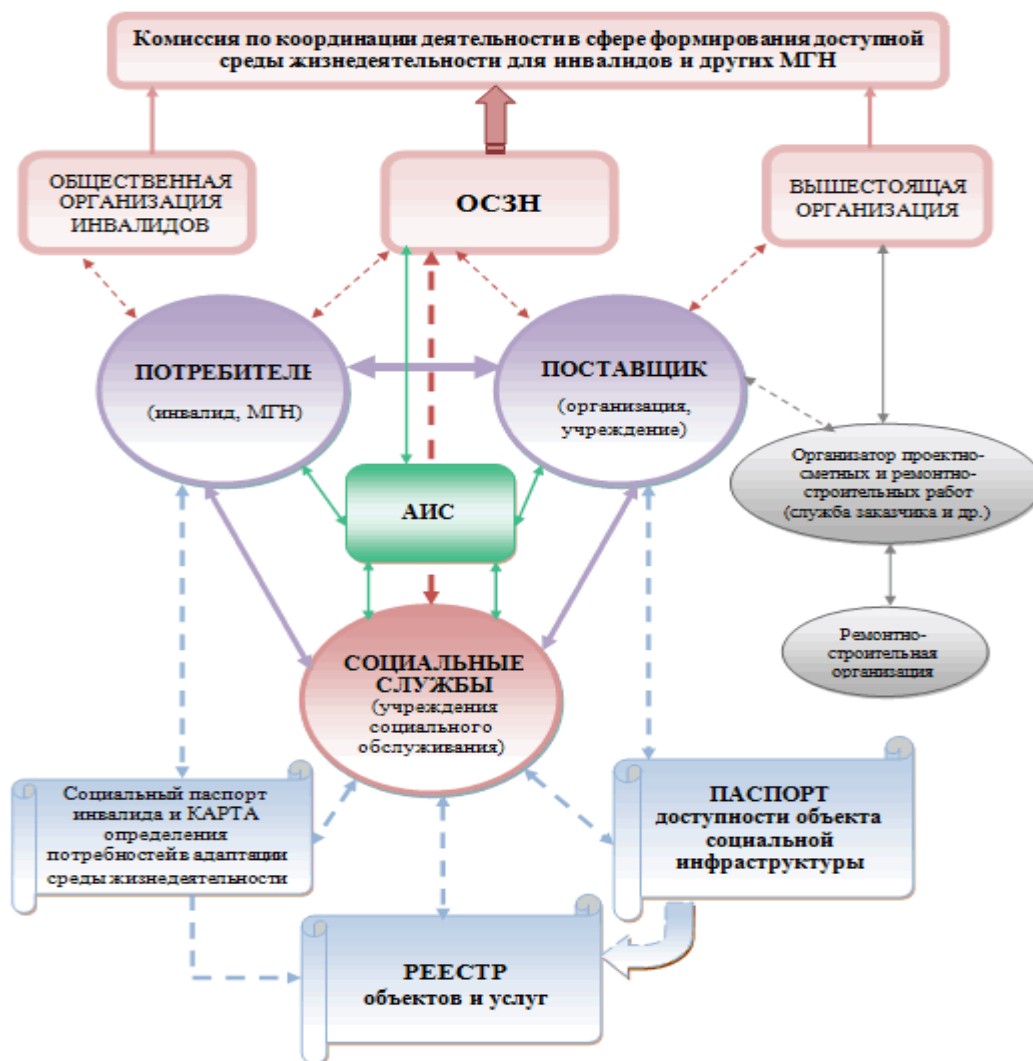 Комиссия по координации деятельности в сфере формирования доступной
среды жизнедеятельности для инвалидов и других МГН
ОБЩЕСТВЕННАЯ
ОРГАНИЗАЦИЯ
ИНВАЛИДОВ
ОСЗН
ВЫШЕСТОЯЩАЯ
ОРГАНИЗАЦИЯ
ПОТРЕБИТЕЛЬ
(инвалид, МГН)
ПОСТАВЩИК
(организация,
учреждение)
АИС
Организатор проектно-
сметных и ремонтно-
строительных работ
(служба заказчика и др.)
Ремонтно-
строительная
организация
СОЦИАЛЬНЫЕ
СЛУЖБЫ
(учреждения
социального
обслуживания)
Социальный паспорт
инвалида и КАРТА
определения
потребностей в адаптации
среды жизнедеятельности
ПАСПОРТ
доступности объекта
социальной
инфраструктуры
РЕЕСТР
объектов и услуг